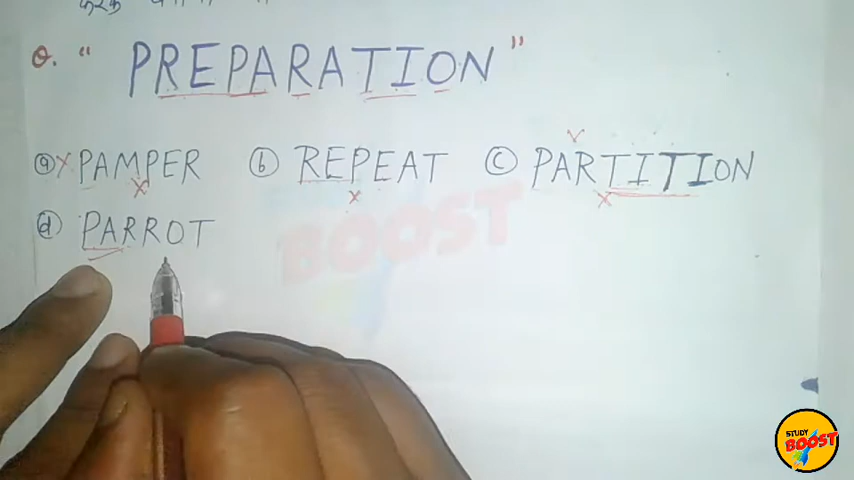 Q. " PREPARATION "
ⓐ PAMPER ⓑ REPEAT ⓒ PARTITION
ⓓ PARROT
BOOST
STUDY
BOOST